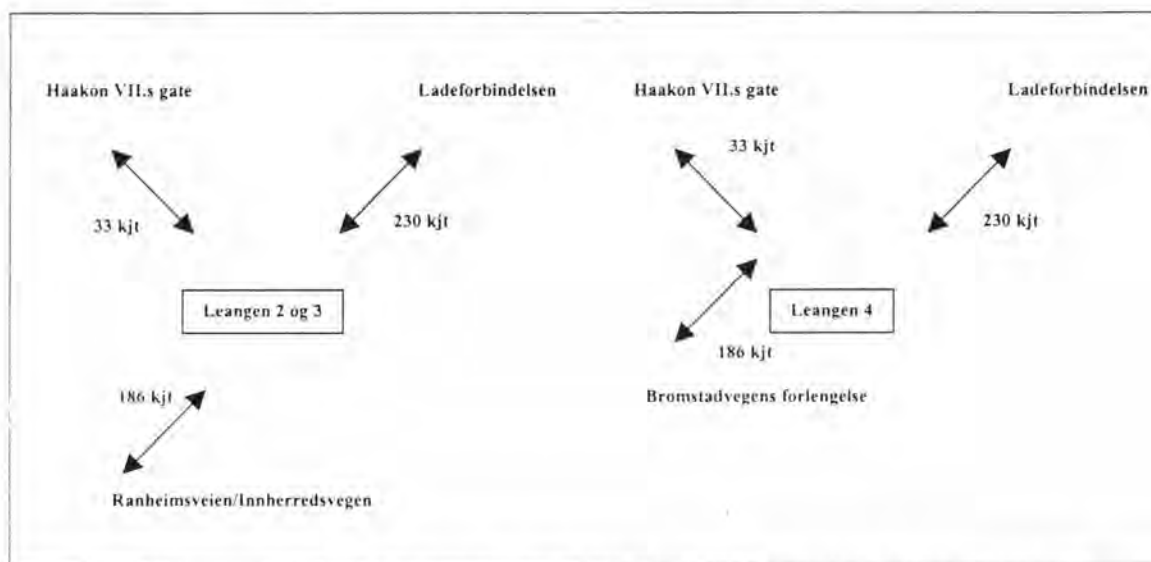 Haakon VII.s gate
Ladeforbindelsen
33 kjt
230 kjt
Leangen 2 og 3
186 kjt
Ranheimsveien/Innherredsvegen
Haakon VII.s gate
Ladeforbindelsen
33 kjt
230 kjt
Leangen 4
186 kjt
Bromstadvegens forlengelse